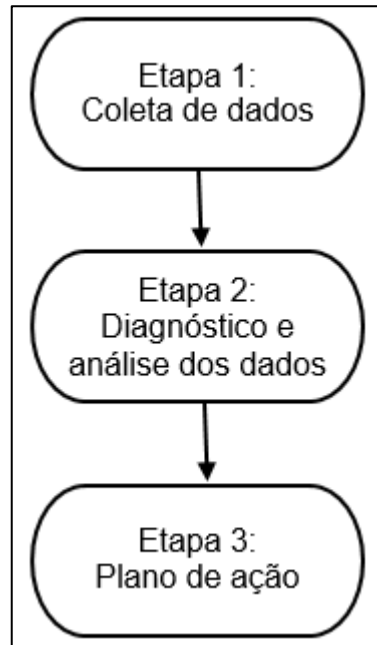 Etapa 1:
Coleta de dados
Etapa 2:
Diagnóstico e
análise dos dados
Etapa 3:
Plano de ação